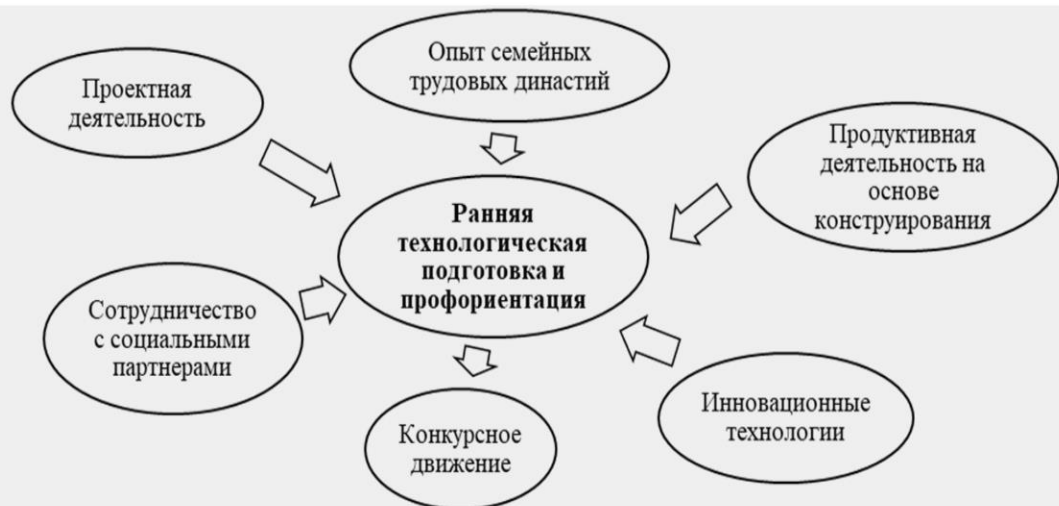 Опыт семейных
трудовых династий
Проектная
деятельность
Продуктивная
деятельность на
основе
конструирования
Ранняя
технологическая
подготовка и
профориентация
Сотрудничество
с социальными
партнерами
Конкурсное
движение
Инновационные
технологии